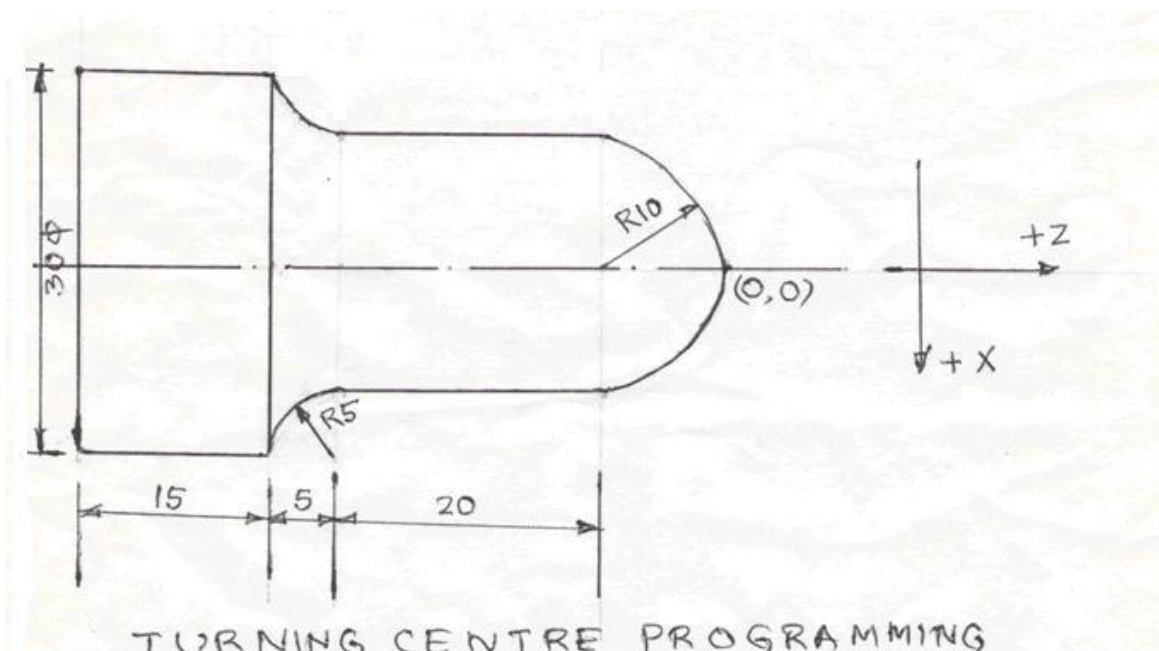 30Φ
R10
(0,0)
+Z
+X
R5
15
5
20
TURNING CENTRE PROGRAMMING